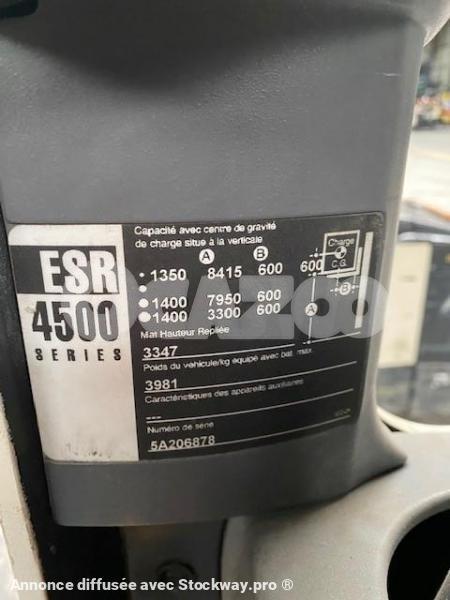 ESR
4500
SERIES
Capacité avec centre de gravité
de charge située à la verticale
A B
1350 8415 600 600
1400 7950 600
1400 3300 600
Mat Hauteur Repliée
3347
Poids du véhicule/kg équipé avec bat. max.
3981
Caractéristiques des appareils auxiliaires
---
Numéro de série
5A206878
Charge
C.G.
B
A
Annonce diffusée avec Stockway.pro ®